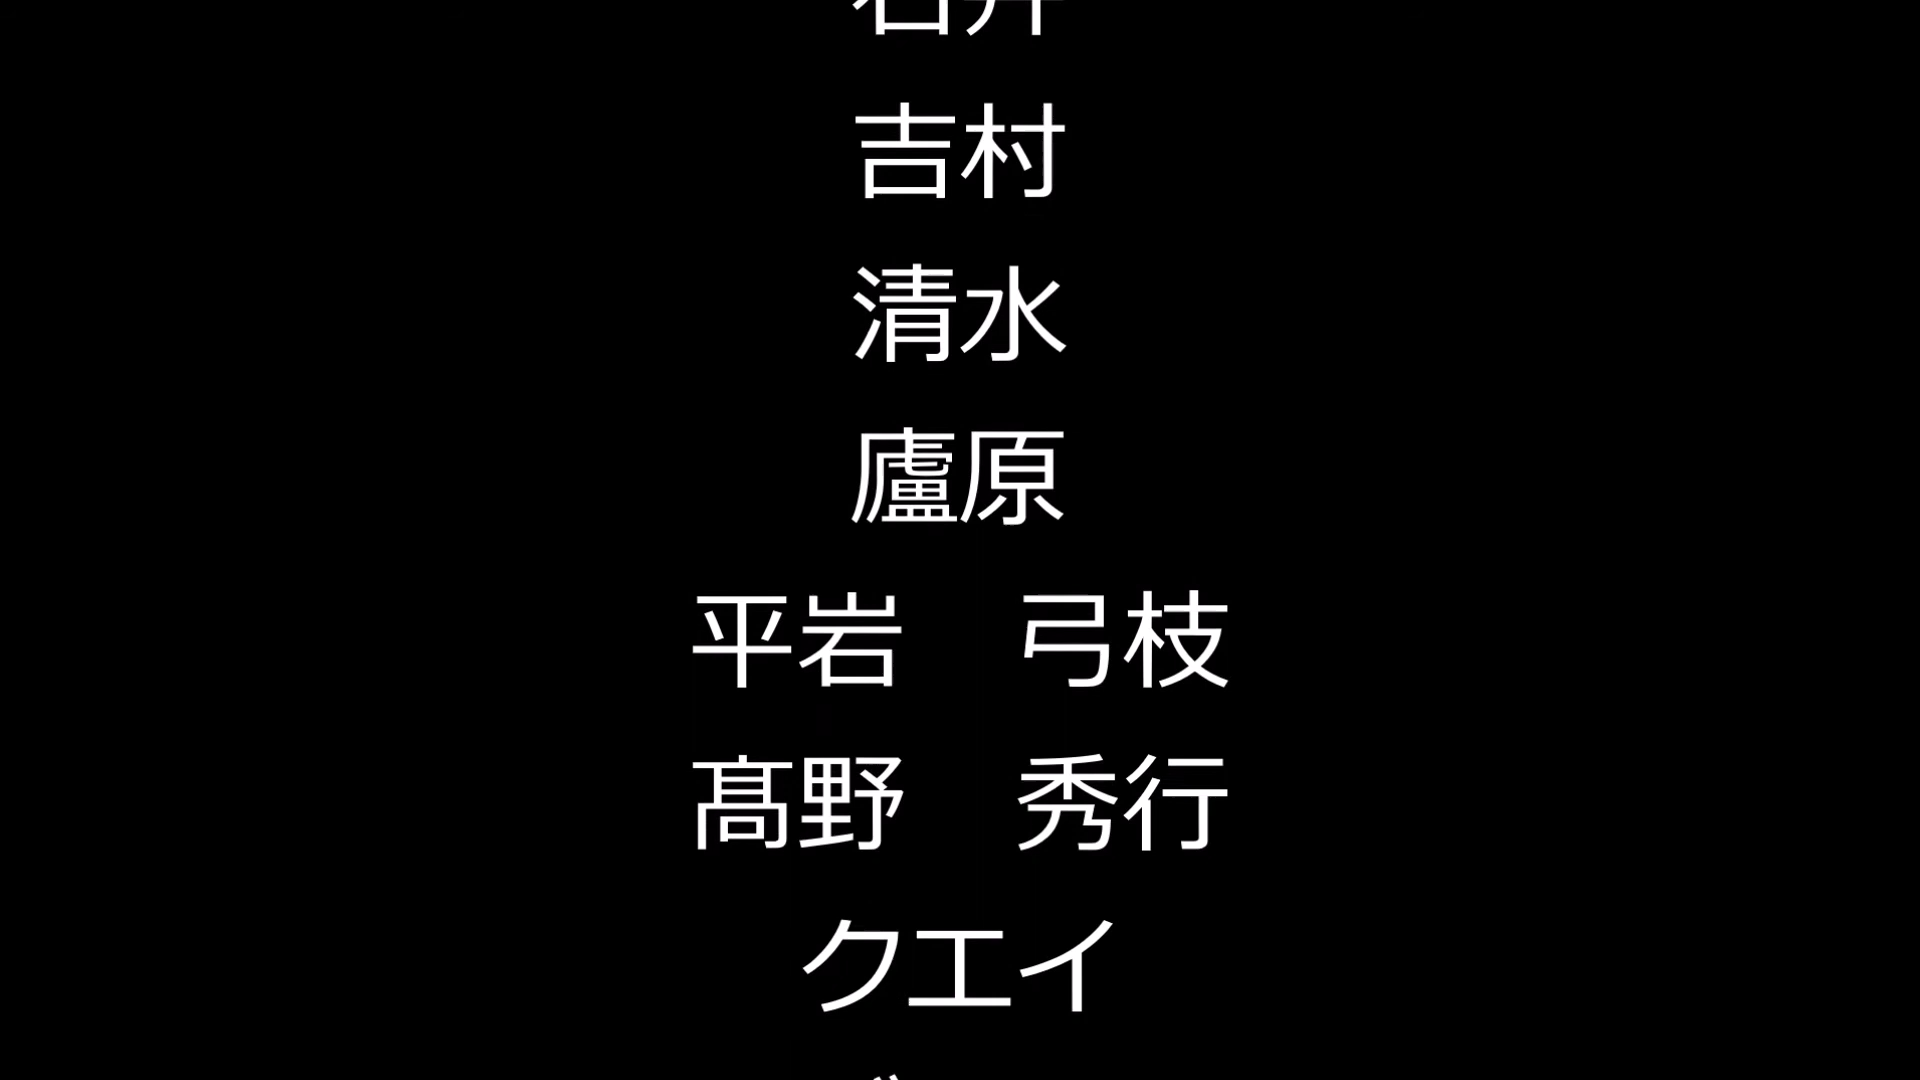 吉村
清水
廬原
平岩　弓枝
髙野　秀行
クエイ